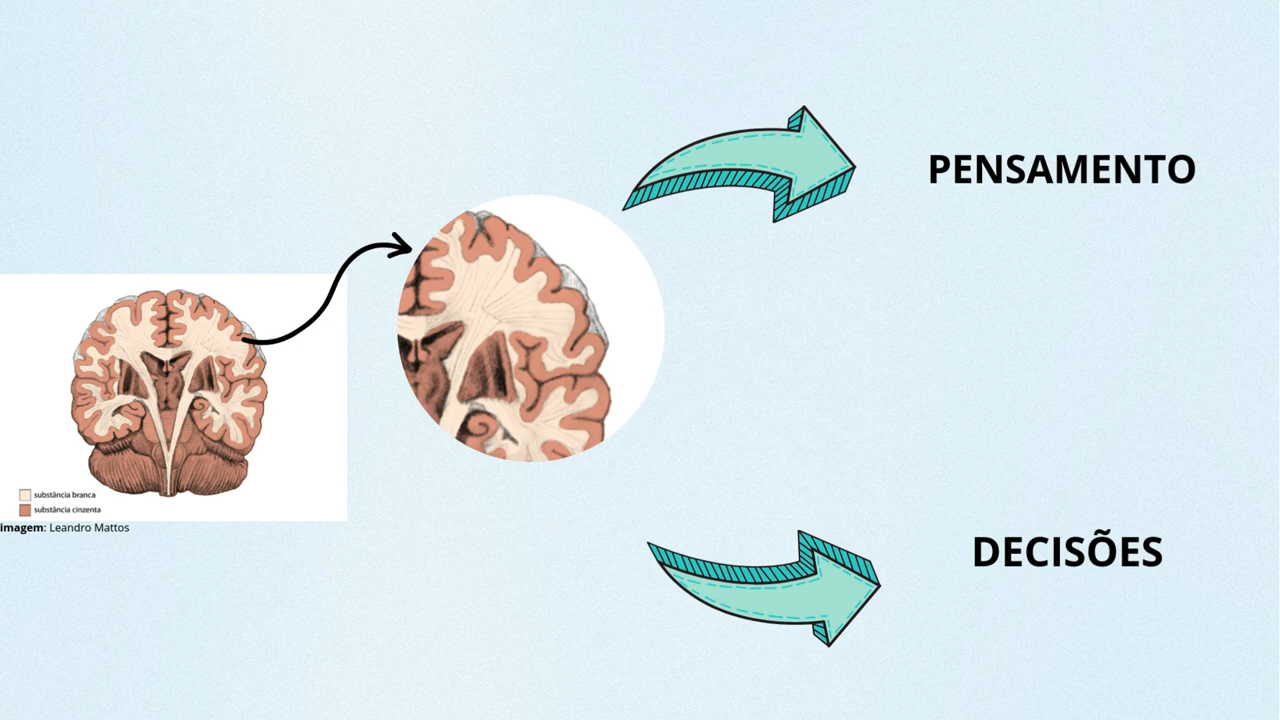 PENSAMENTO
substância branca
substância cinzenta
imagem: Leandro Mattos
DECISÕES